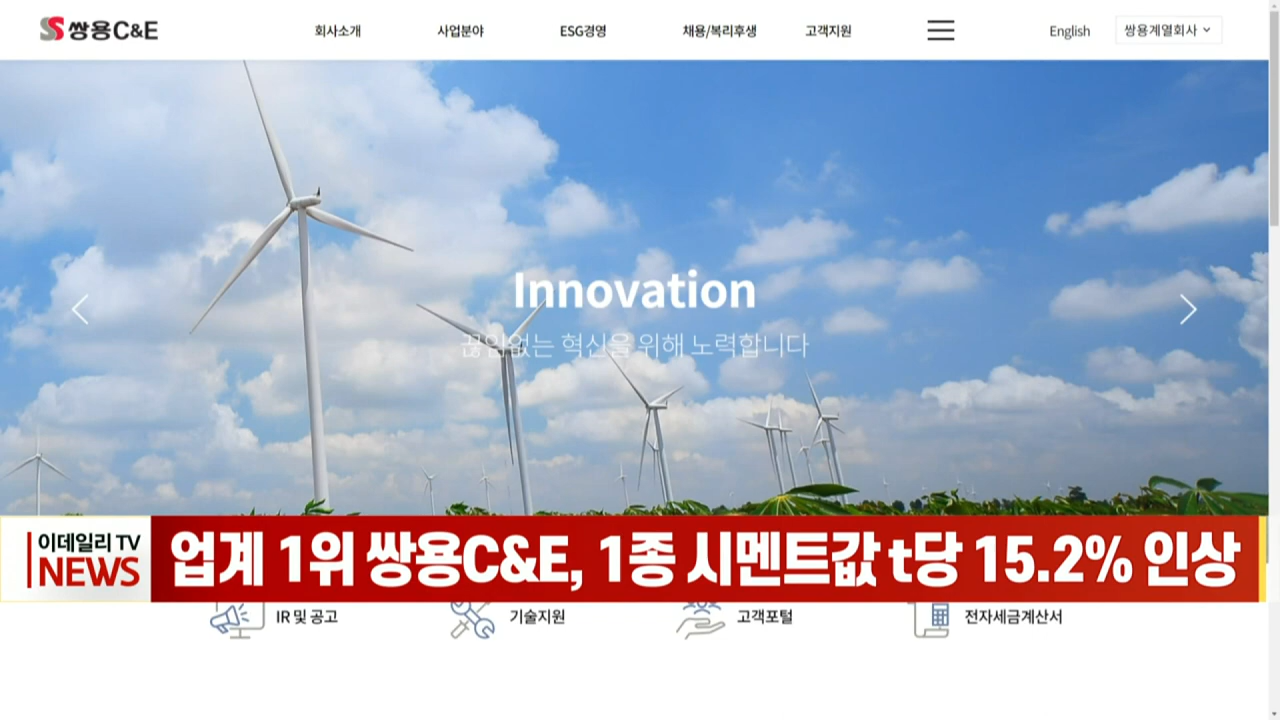 쌍용C&E
회사소개
사업분야
ESG경영
채용/복리후생
고객지원
English
쌍용계열회사
Innovation
끊임없는 혁신을 위해 노력합니다
이데일리 TV
NEWS
업계 1위 쌍용C&E, 1종 시멘트값 t당 15.2% 인상
IR 및 공고
기술지원
고객포털
전자세금계산서